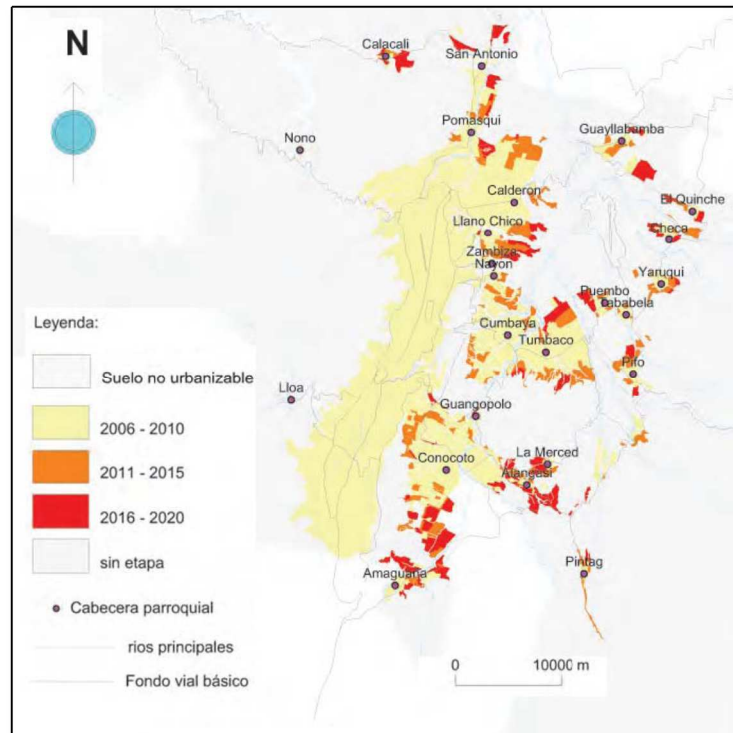 N
Calacali
San Antonio
Pomasqui
Nono
Guayllabamba
Calderon
El Quinche
Llano Chico
Checa
Zambiza
Nayon
Yaruqui
Puembo
Tababela
Leyenda:
Cumbaya
Tumbaco
Suelo no urbanizable
Pifo
Lloa
2006 - 2010
Guangopolo
2011 - 2015
La Merced
Conocoto
Alangasi
2016 - 2020
sin etapa
Pintag
Amaguaña
Cabecera parroquial
rios principales
0 10000 m
Fondo vial básico